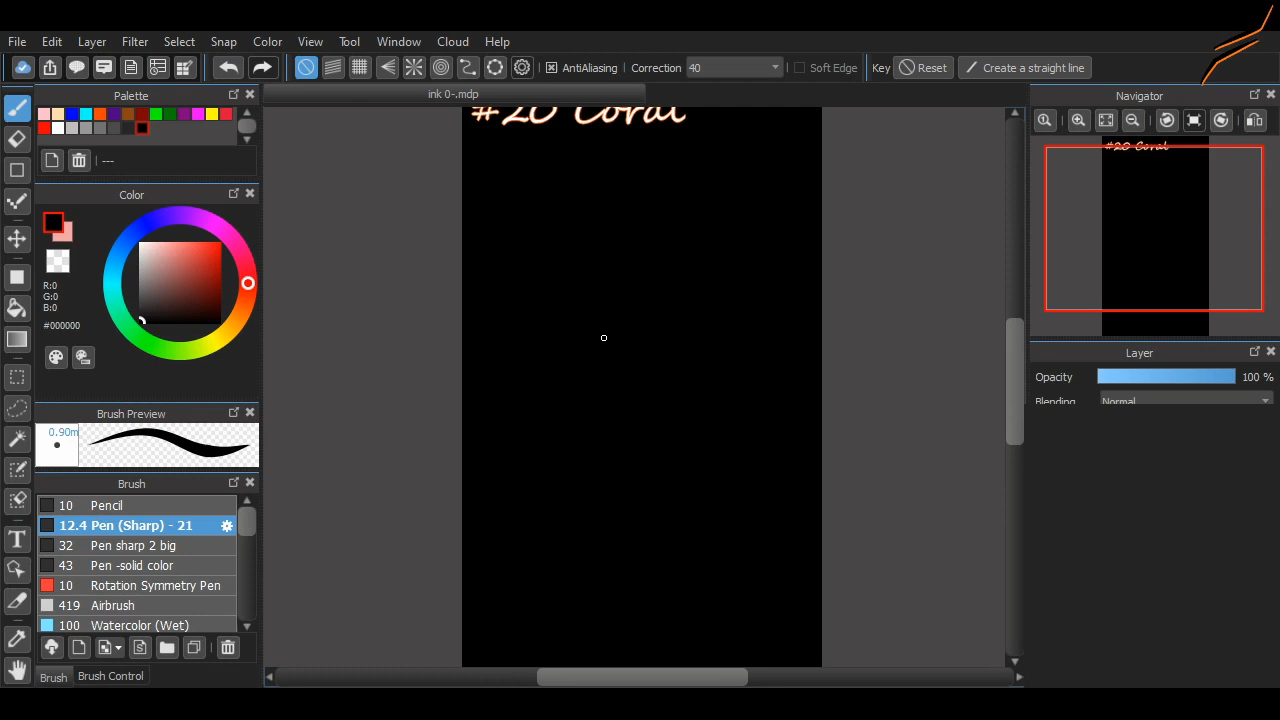 File Edit Layer Filter Select Snap Color View Tool Window Cloud Help
AntiAliasing Correction 40 Soft Edge Key Reset Create a straight line
Palette
---
Color
R:0
G:0
B:0
#000000
Brush Preview
0.90m
Brush
10 Pencil
12.4 Pen (Sharp) - 21
32 Pen sharp 2 big
43 Pen -solid color
10 Rotation Symmetry Pen
419 Airbrush
100 Watercolor (Wet)
Brush Brush Control
ink 0-.mdp
#20 Coral
Navigator
#20 Coral
Layer
Opacity 100 %
Blending Normal